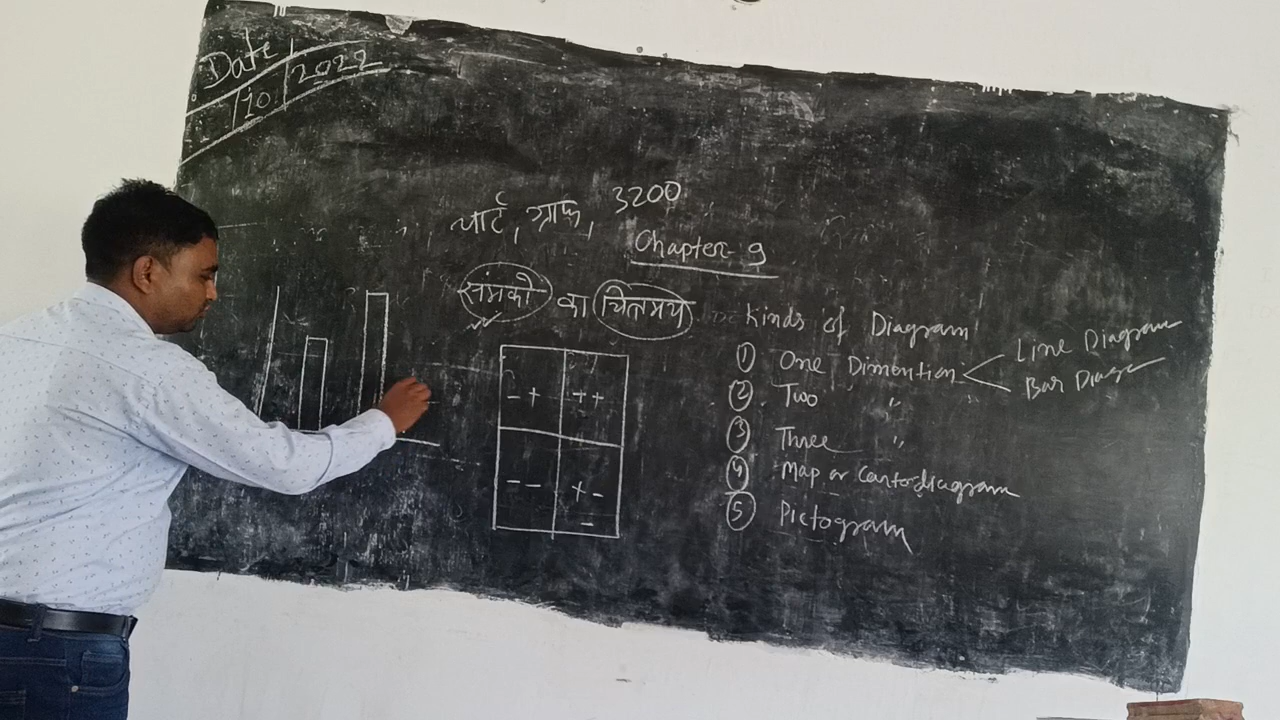 Date
10 2022
चार्ट, ग्राफ, 3200
Chapter-9
समंकों का चित्रमय
Kinds of Diagram
① One Dimention Line Diagram
Bar Diagr
② Two "
③ Three "
④ Map or Cartodiagram
⑤ Pictogram
- + + +
- - + -